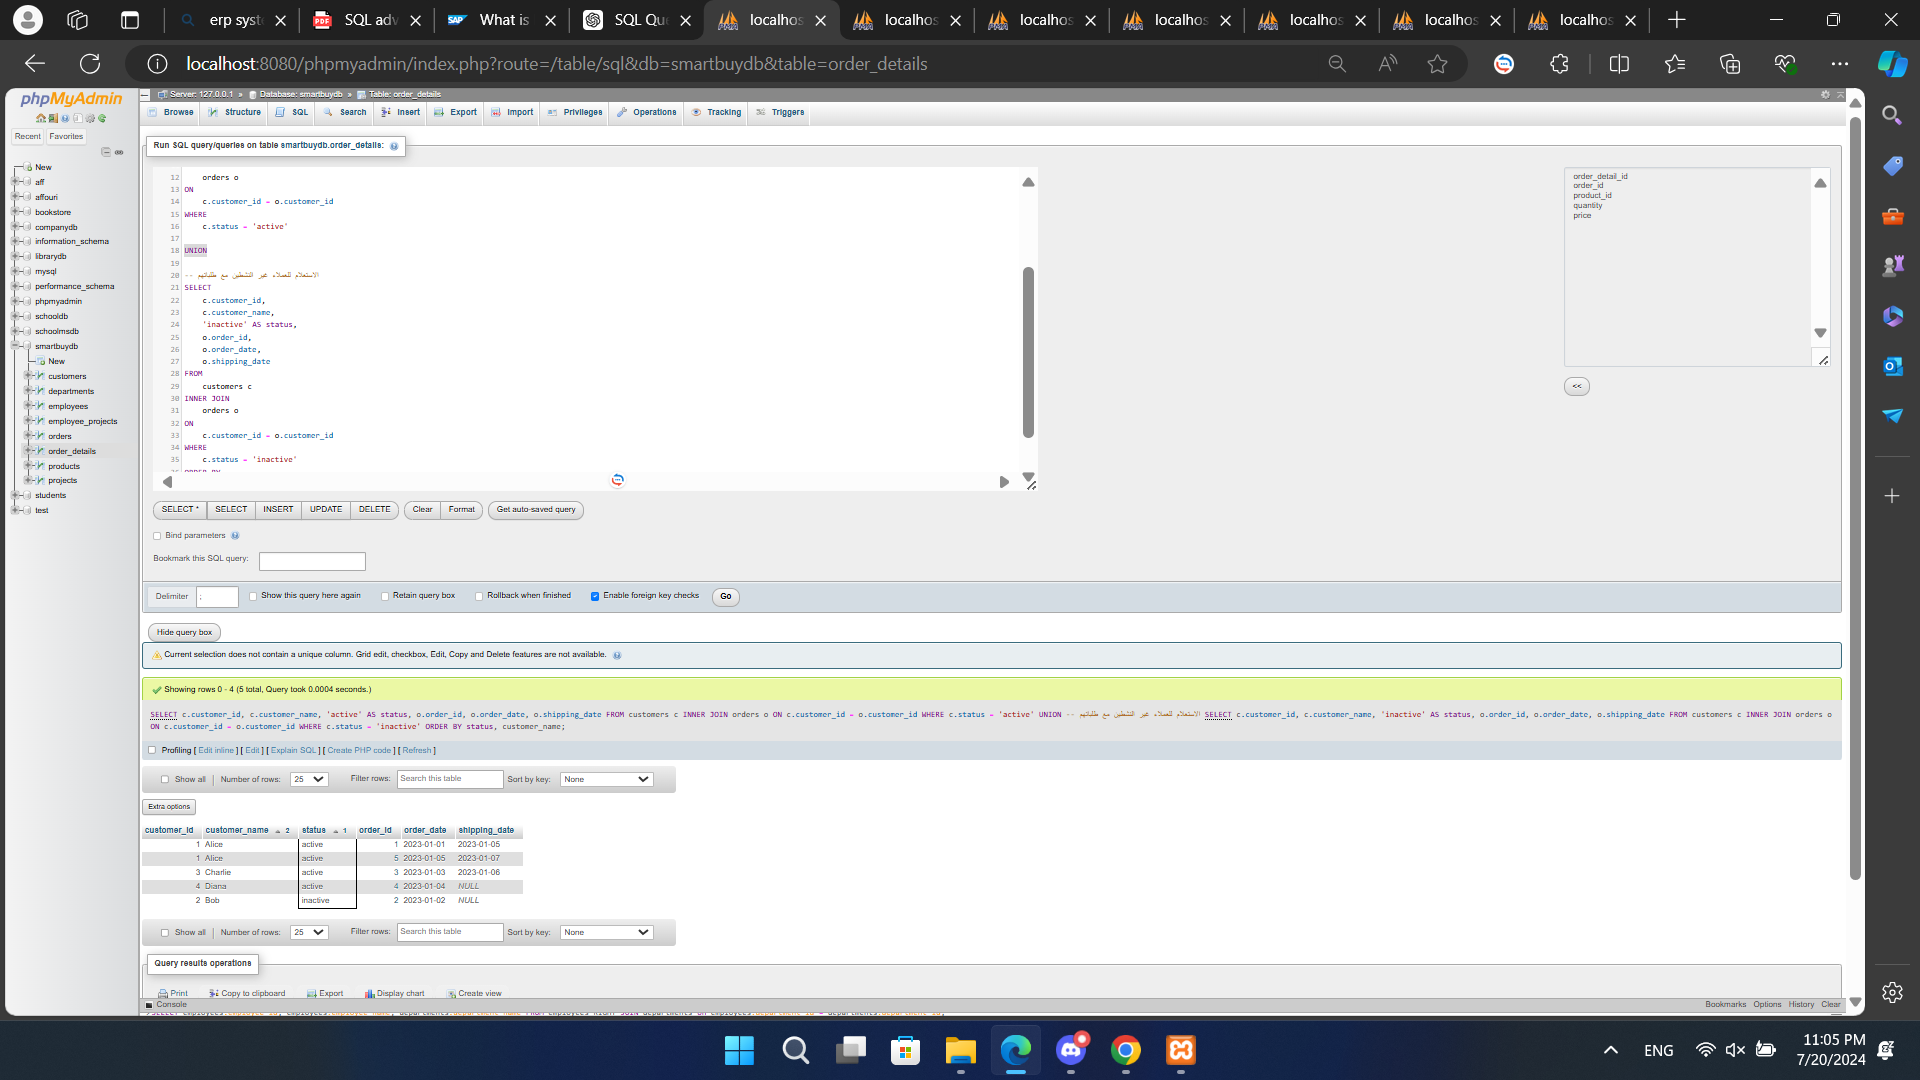 erp syst
SQL adv
What is
SQL Qu
localhos
localhos
localhos
localhos
localhos
localhos
localhos
localhost:8080/phpmyadmin/index.php?route=/table/sql&db=smartbuydb&table=order_details
phpMyAdmin
Recent Favorites
New
aff
affouri
bookstore
companydb
information_schema
librarydb
mysql
performance_schema
phpmyadmin
schooldb
schoolmsdb
smartbuydb
New
customers
departments
employees
employee_projects
orders
order_details
products
projects
students
test
Server: 127.0.0.1 » Database: smartbuydb » Table: order_details
Browse Structure SQL Search Insert Export Import Privileges Operations Tracking Triggers
Run SQL query/queries on table smartbuydb.order_details:
12 orders o
13 ON
14 c.customer_id = o.customer_id
15 WHERE
16 c.status = 'active'
17
18 UNION
19
20 -- الاستعلام للعملاء غير النشطين مع طلباتهم
21 SELECT
22 c.customer_id,
23 c.customer_name,
24 'inactive' AS status,
25 o.order_id,
26 o.order_date,
27 o.shipping_date
28 FROM
29 customers c
30 INNER JOIN
31 orders o
32 ON
33 c.customer_id = o.customer_id
34 WHERE
35 c.status = 'inactive'
36 ORDER BY
order_detail_id
order_id
product_id
quantity
price
<<
SELECT * SELECT INSERT UPDATE DELETE Clear Format Get auto-saved query
Bind parameters
Bookmark this SQL query:
Delimiter ; Show this query here again Retain query box Rollback when finished Enable foreign key checks Go
Hide query box
Current selection does not contain a unique column. Grid edit, checkbox, Edit, Copy and Delete features are not available.
Showing rows 0 - 4 (5 total, Query took 0.0004 seconds.)
SELECT c.customer_id, c.customer_name, 'active' AS status, o.order_id, o.order_date, o.shipping_date FROM customers c INNER JOIN orders o ON c.customer_id = o.customer_id WHERE c.status = 'active' UNION -- الاستعلام للعملاء غير النشطين مع طلباتهم SELECT c.customer_id, c.customer_name, 'inactive' AS status, o.order_id, o.order_date, o.shipping_date FROM customers c INNER JOIN orders o
ON c.customer_id = o.customer_id WHERE c.status = 'inactive' ORDER BY status, customer_name;
Profiling [ Edit inline ] [ Edit ] [ Explain SQL ] [ Create PHP code ] [ Refresh ]
Show all | Number of rows: 25 Filter rows: Search this table Sort by key: None
Extra options
customer_id customer_name 2 status 1 order_id order_date shipping_date
1 Alice active 1 2023-01-01 2023-01-05
1 Alice active 5 2023-01-05 2023-01-07
3 Charlie active 3 2023-01-03 2023-01-06
4 Diana active 4 2023-01-04 NULL
2 Bob inactive 2 2023-01-02 NULL
Show all | Number of rows: 25 Filter rows: Search this table Sort by key: None
Query results operations
Print Copy to clipboard Export Display chart Create view
Console Bookmarks Options History Clear
ENG
11:05 PM
7/20/2024